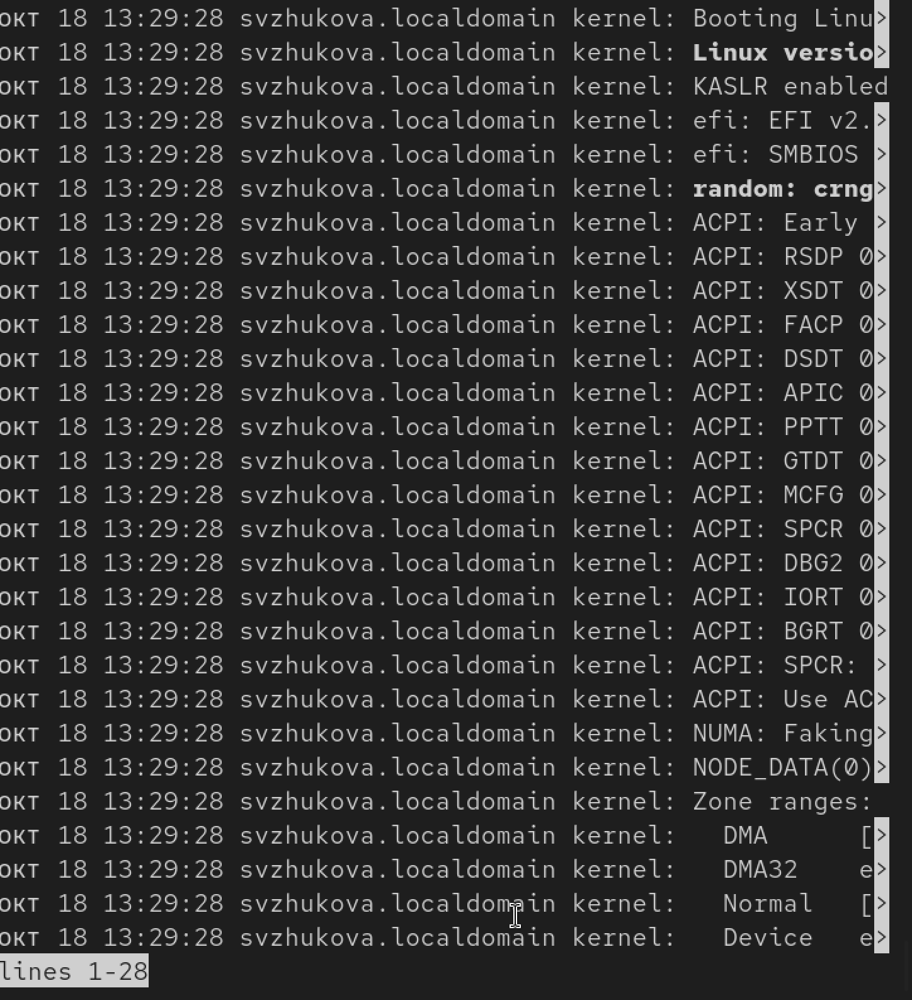 окт 18 13:29:28 svzhukova.localdomain kernel: Booting Linu>
окт 18 13:29:28 svzhukova.localdomain kernel: Linux versio>
окт 18 13:29:28 svzhukova.localdomain kernel: KASLR enabled
окт 18 13:29:28 svzhukova.localdomain kernel: efi: EFI v2.>
окт 18 13:29:28 svzhukova.localdomain kernel: efi: SMBIOS >
окт 18 13:29:28 svzhukova.localdomain kernel: random: crng>
окт 18 13:29:28 svzhukova.localdomain kernel: ACPI: Early >
окт 18 13:29:28 svzhukova.localdomain kernel: ACPI: RSDP 0>
окт 18 13:29:28 svzhukova.localdomain kernel: ACPI: XSDT 0>
окт 18 13:29:28 svzhukova.localdomain kernel: ACPI: FACP 0>
окт 18 13:29:28 svzhukova.localdomain kernel: ACPI: DSDT 0>
окт 18 13:29:28 svzhukova.localdomain kernel: ACPI: APIC 0>
окт 18 13:29:28 svzhukova.localdomain kernel: ACPI: PPTT 0>
окт 18 13:29:28 svzhukova.localdomain kernel: ACPI: GTDT 0>
окт 18 13:29:28 svzhukova.localdomain kernel: ACPI: MCFG 0>
окт 18 13:29:28 svzhukova.localdomain kernel: ACPI: SPCR 0>
окт 18 13:29:28 svzhukova.localdomain kernel: ACPI: DBG2 0>
окт 18 13:29:28 svzhukova.localdomain kernel: ACPI: IORT 0>
окт 18 13:29:28 svzhukova.localdomain kernel: ACPI: BGRT 0>
окт 18 13:29:28 svzhukova.localdomain kernel: ACPI: SPCR: >
окт 18 13:29:28 svzhukova.localdomain kernel: ACPI: Use AC>
окт 18 13:29:28 svzhukova.localdomain kernel: NUMA: Faking>
окт 18 13:29:28 svzhukova.localdomain kernel: NODE_DATA(0)>
окт 18 13:29:28 svzhukova.localdomain kernel: Zone ranges:
окт 18 13:29:28 svzhukova.localdomain kernel:   DMA      [>
окт 18 13:29:28 svzhukova.localdomain kernel:   DMA32    e>
окт 18 13:29:28 svzhukova.localdomain kernel:   Normal   [>
окт 18 13:29:28 svzhukova.localdomain kernel:   Device   e>
lines 1-28